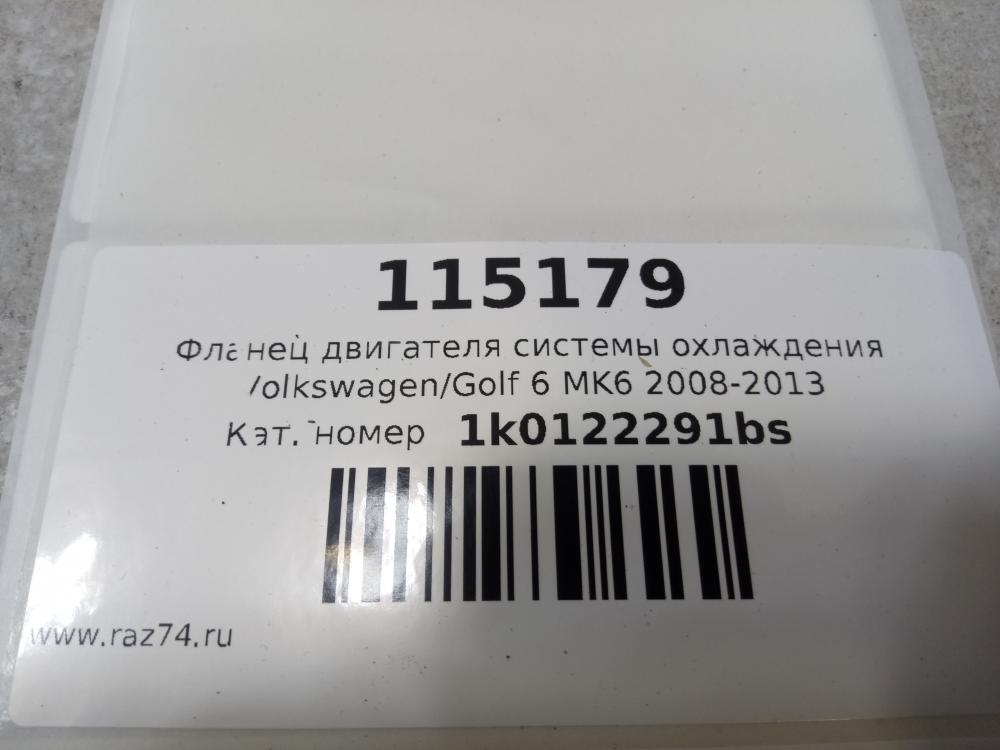 115179
Фланец двигателя системы охлаждения
Volkswagen/Golf 6 MK6 2008-2013
Кат. номер 1k0122291bs
www.raz74.ru